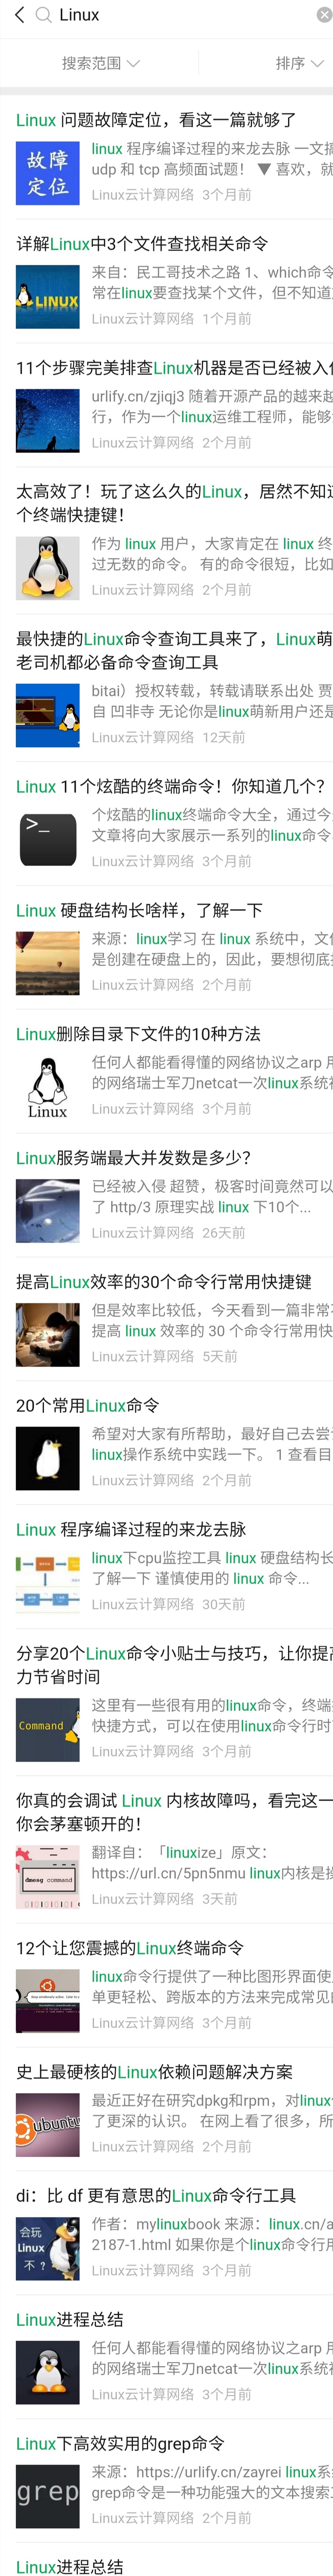 Linux
搜索范围
排序
Linux 问题故障定位，看这一篇就够了
故障
定位
linux 程序编译过程的来龙去脉 一文搞
udp 和 tcp 高频面试题！ ▼ 喜欢，就
Linux云计算网络 3个月前
详解Linux中3个文件查找相关命令
LINUX
来自：民工哥技术之路 1、which命令
常在linux要查找某个文件，但不知道
Linux云计算网络 1个月前
11个步骤完美排查Linux机器是否已经被入
urlify.cn/zjiqj3 随着开源产品的越来越
行，作为一个linux运维工程师，能够
Linux云计算网络 2个月前
太高效了！玩了这么久的Linux，居然不知
个终端快捷键！
作为 linux 用户，大家肯定在 linux 终
过无数的命令。 有的命令很短，比如
Linux云计算网络 2个月前
最快捷的Linux命令查询工具来了，Linux萌
老司机都必备命令查询工具
bitai）授权转载，转载请联系出处 贾
自 凹非寺 无论你是linux萌新用户还是
Linux云计算网络 12天前
Linux 11个炫酷的终端命令！你知道几个？
>_
个炫酷的linux终端命令大全，通过今
文章将向大家展示一系列的linux命令
Linux云计算网络 3个月前
Linux 硬盘结构长啥样，了解一下
来源：linux学习 在 linux 系统中，文件
是创建在硬盘上的，因此，要想彻底
Linux云计算网络 2个月前
Linux删除目录下文件的10种方法
Linux
任何人都能看得懂的网络协议之arp 用
的网络瑞士军刀netcat一次linux系统被
Linux云计算网络 3个月前
Linux服务端最大并发数是多少？
已经被入侵 超赞，极客时间竟然可以
了 http/3 原理实战 linux 下10个...
Linux云计算网络 26天前
提高Linux效率的30个命令行常用快捷键
但是效率比较低，今天看到一篇非常不
提高 linux 效率的 30 个命令行常用快
Linux云计算网络 5天前
20个常用Linux命令
希望对大家有所帮助，最好自己去尝
linux操作系统中实践一下。 1 查看目
Linux云计算网络 2个月前
Linux 程序编译过程的来龙去脉
linux下cpu监控工具 linux 硬盘结构长
了解一下 谨慎使用的 linux 命令...
Linux云计算网络 30天前
分享20个Linux命令小贴士与技巧，让你提高
力节省时间
Command
这里有一些很有用的linux命令，终端
快捷方式，可以在使用linux命令行时
Linux云计算网络 3个月前
你真的会调试 Linux 内核故障吗，看完这一
你会茅塞顿开的！
dmesg command
翻译自：「linuxize」原文：
https://url.cn/5pn5nmu linux内核是操
Linux云计算网络 3天前
12个让您震撼的Linux终端命令
linux命令行提供了一种比图形界面使
单更轻松、跨版本的方法来完成常见
Linux云计算网络 3个月前
史上最硬核的Linux依赖问题解决方案
ubuntu
最近正好在研究dpkg和rpm，对linux
了更深的认识。 在网上看了很多，所
Linux云计算网络 2个月前
di：比 df 更有意思的Linux命令行工具
会玩
Linux
不？
作者：mylinuxbook 来源：linux.cn/a
2187-1.html 如果你是个linux命令行用
Linux云计算网络 3个月前
Linux进程总结
任何人都能看得懂的网络协议之arp 用
的网络瑞士军刀netcat一次linux系统被
Linux云计算网络 3个月前
Linux下高效实用的grep命令
grep
来源：https://urlify.cn/zayrei linux系
grep命令是一种功能强大的文本搜索
Linux云计算网络 2个月前
Linux进程总结